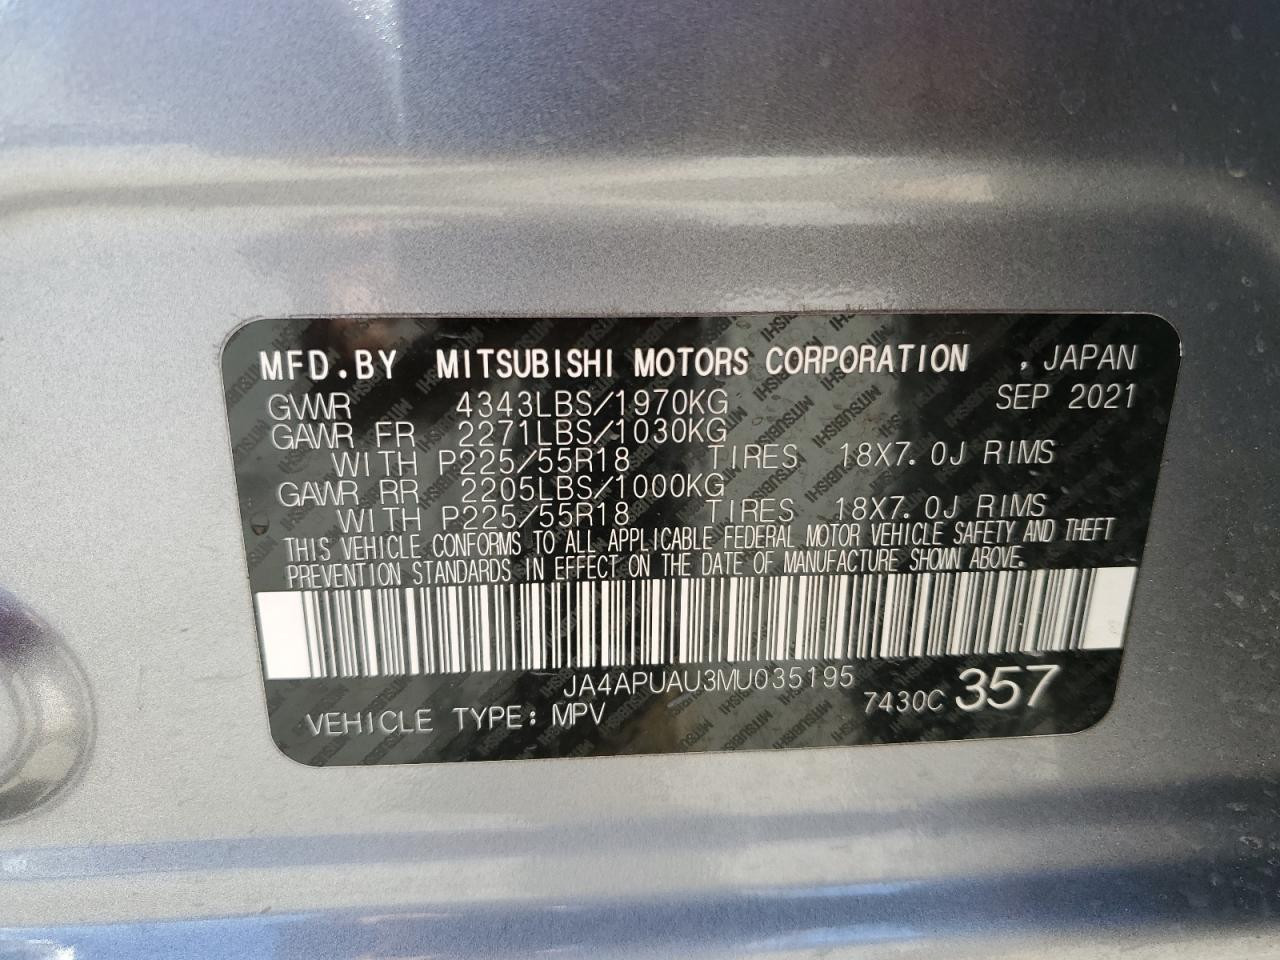 MFD.BY MITSUBISHI MOTORS CORPORATION , JAPAN
GVWR 4343LBS/1970KG SEP 2021
GAWR FR 2271LBS/1030KG
WITH P225/55R18 TIRES 18X7.0J RIMS
GAWR RR 2205LBS/1000KG
WITH P225/55R18 TIRES 18X7.0J RIMS
THIS VEHICLE CONFORMS TO ALL APPLICABLE FEDERAL MOTOR VEHICLE SAFETY AND THEFT
PREVENTION STANDARDS IN EFFECT ON THE DATE OF MANUFACTURE SHOWN ABOVE.
JA4APUAU3MU035195
7430C 357
VEHICLE TYPE: MPV